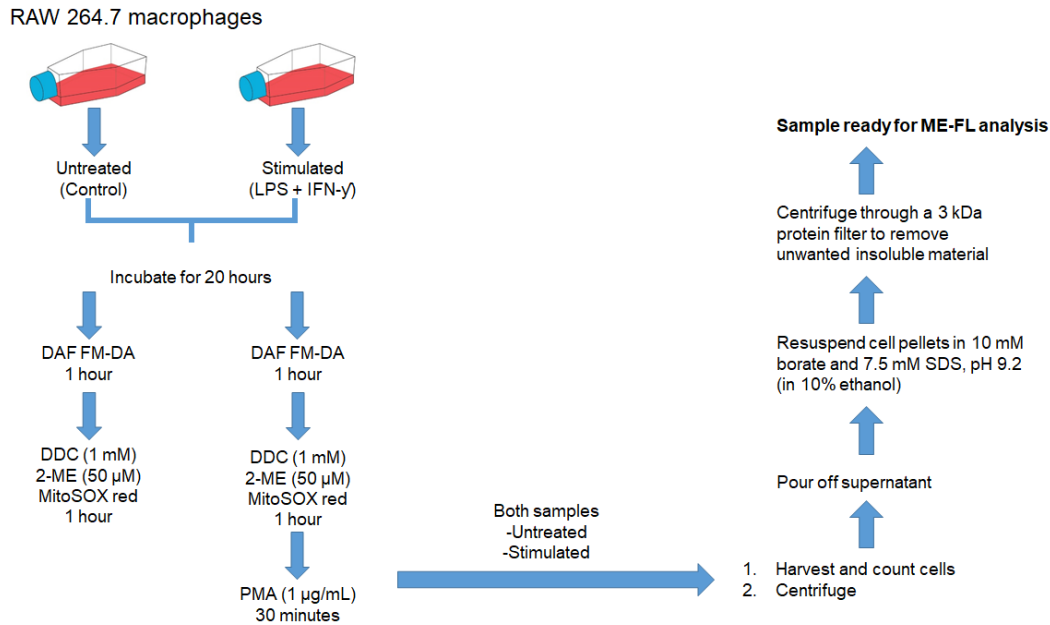 RAW 264.7 macrophages
Untreated
(Control)
Stimulated
(LPS + IFN-γ)
Incubate for 20 hours
DAF FM-DA
1 hour
DAF FM-DA
1 hour
DDC (1 mM)
2-ME (50 µM)
MitoSOX red
1 hour
DDC (1 mM)
2-ME (50 µM)
MitoSOX red
1 hour
PMA (1 µg/mL)
30 minutes
Both samples
-Untreated
-Stimulated
1. Harvest and count cells
2. Centrifuge
Pour off supernatant
Resuspend cell pellets in 10 mM
borate and 7.5 mM SDS, pH 9.2
(in 10% ethanol)
Centrifuge through a 3 kDa
protein filter to remove
unwanted insoluble material
Sample ready for ME-FL analysis